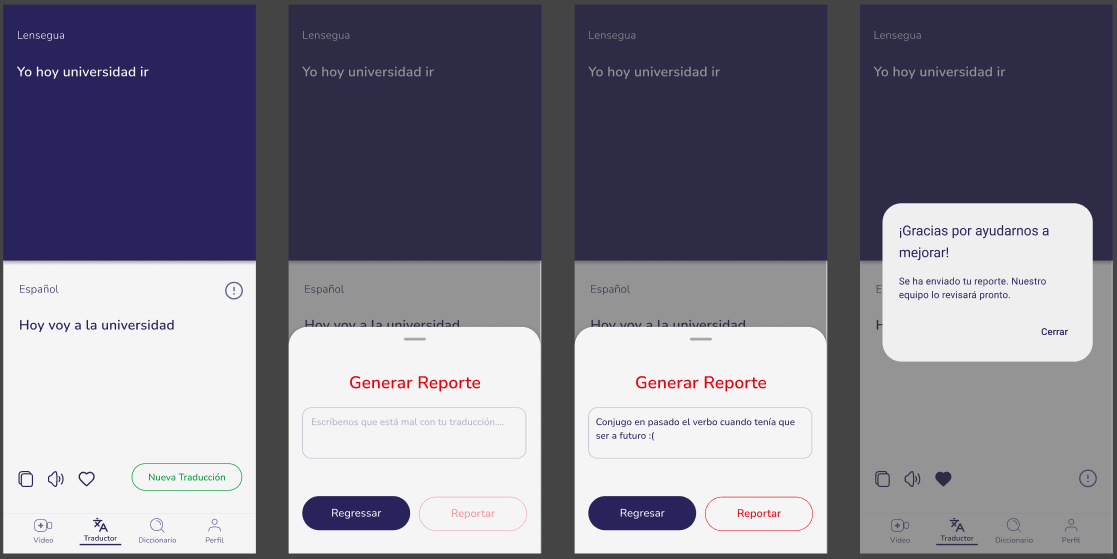 Lensegua
Yo hoy universidad ir
Español
Hoy voy a la universidad
Nueva Traducción
Video
Traductor
Diccionario
Perfil
Lensegua
Yo hoy universidad ir
Español
Hoy voy a la universidad
Generar Reporte
Escríbenos que está mal con tu traducción....
Regressar
Reportar
Lensegua
Yo hoy universidad ir
Español
Hoy voy a la universidad
Generar Reporte
Conjugo en pasado el verbo cuando tenía que
ser a futuro :(
Regresar
Reportar
Lensegua
Yo hoy universidad ir
E
H
¡Gracias por ayudarnos a
mejorar!
Se ha enviado tu reporte. Nuestro
equipo lo revisará pronto.
Cerrar
Video
Traductor
Diccionario
Perfil